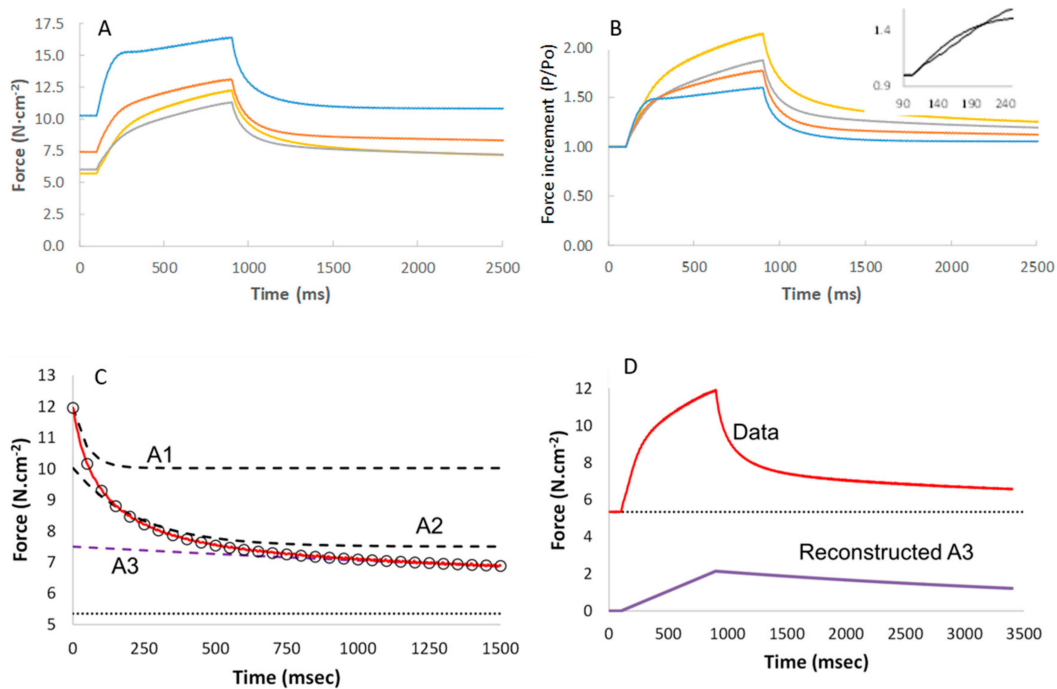 A
17.5
15.0
12.5
10.0
7.5
5.0
2.5
0.0
Force (N·cm⁻²)
0 500 1000 1500 2000 2500
Time (ms)
B
2.00
1.50
1.00
0.50
0.00
Force increment (P/Po)
0 500 1000 1500 2000 2500
Time (ms)
1.4
0.9
90 140 190 240
C
13
12
11
10
9
8
7
6
5
Force (N.cm⁻²)
A1
A2
A3
0 250 500 750 1000 1250 1500
Time (msec)
D
12
10
8
6
4
2
0
Force (N.cm⁻²)
Data
Reconstructed A3
0 500 1000 1500 2000 2500 3000 3500
Time (msec)